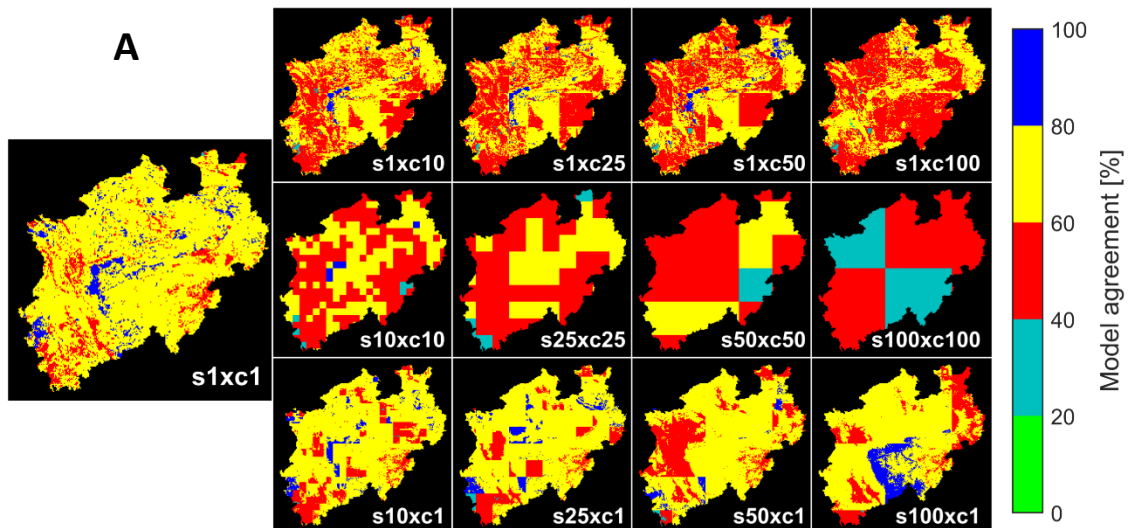 A
s1xc1
s1xc10
s1xc25
s1xc50
s1xc100
s10xc10
s25xc25
s50xc50
s100xc100
s10xc1
s25xc1
s50xc1
s100xc1
100
80
60
40
20
0
Model agreement [%]